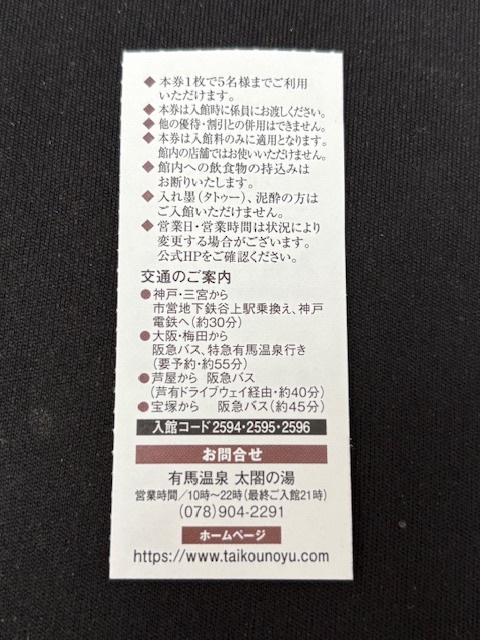 ◆本券1枚で5名様までご利用
いただけます。
◆本券は入館時に係員にお渡しください。
◆他の優待・割引との併用はできません。
◆本券は入館料のみに適用となります。
館内の店舗ではお使いいただけません。
◆館内への飲食物の持込みは
お断りいたします。
◆入れ墨（タトゥー）、泥酔の方は
ご入館いただけません。
◆営業日・営業時間は状況により
変更する場合がございます。
公式HPをご確認ください。
交通のご案内
●神戸・三宮から
市営地下鉄谷上駅乗換え、神戸
電鉄へ（約30分）
●大阪・梅田から
阪急バス、特急有馬温泉行き
（要予約・約55分）
●芦屋から 阪急バス
（芦有ドライブウェイ経由・約40分）
●宝塚から 阪急バス（約45分）
入館コード2594・2595・2596
お問合せ
有馬温泉 太閤の湯
営業時間／10時〜22時（最終ご入館21時）
（078）904-2291
ホームページ
https://www.taikounoyu.com